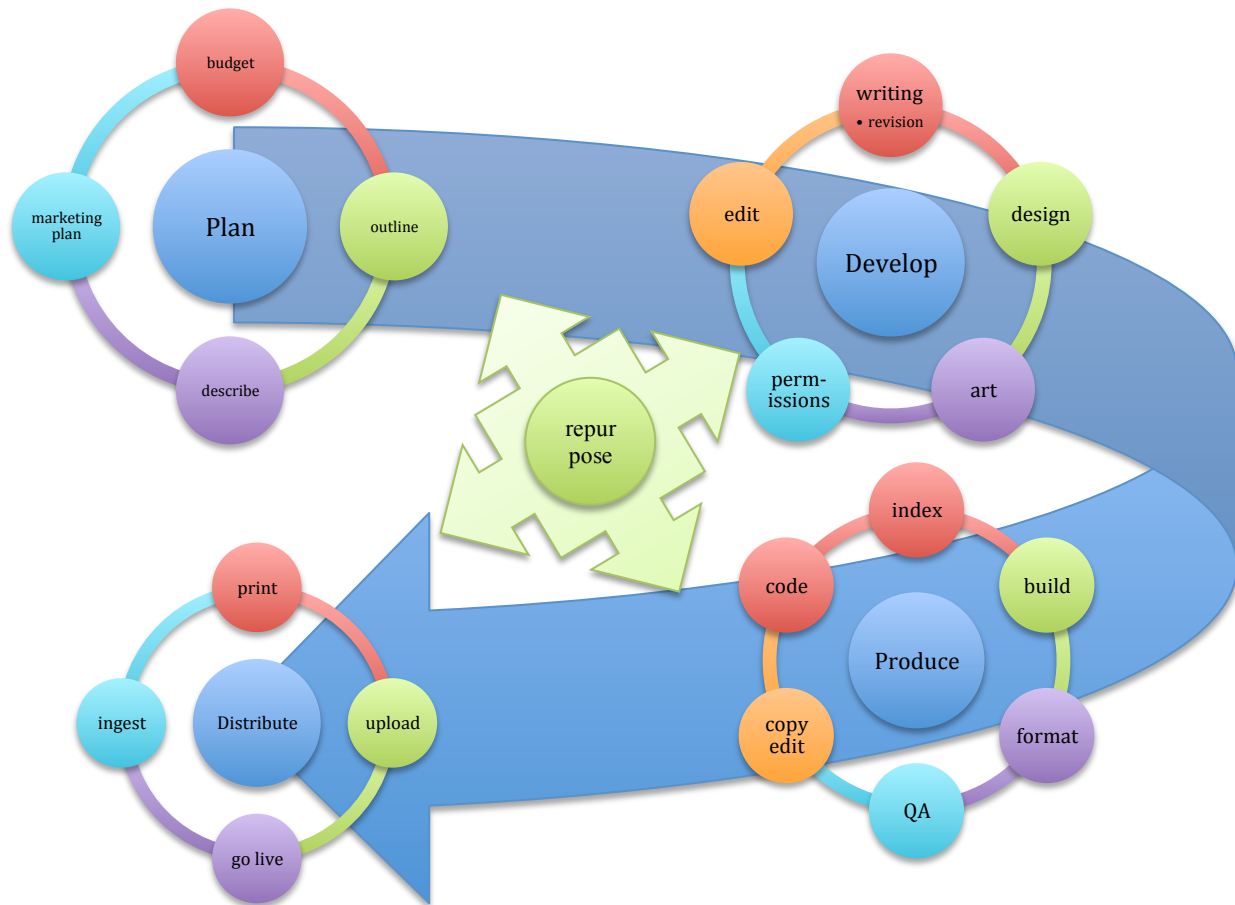 budget
marketing
plan
Plan
outline
describe
writing
• revision
edit
design
Develop
perm-
issions
art
repur
pose
index
code
build
Produce
copy
edit
format
QA
print
ingest
Distribute
upload
go live